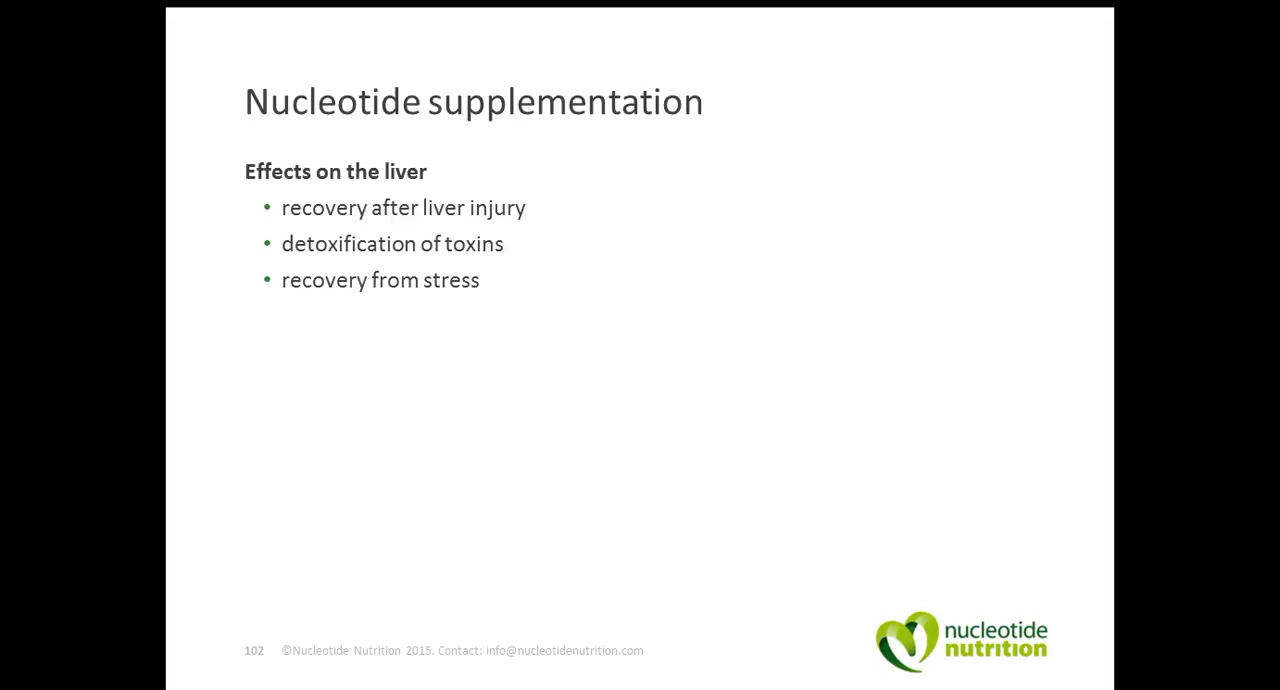 Nucleotide supplementation
Effects on the liver
• recovery after liver injury
• detoxification of toxins
• recovery from stress
102 ©Nucleotide Nutrition 2015. Contact: info@nucleotidenutrition.com
nucleotide
nutrition